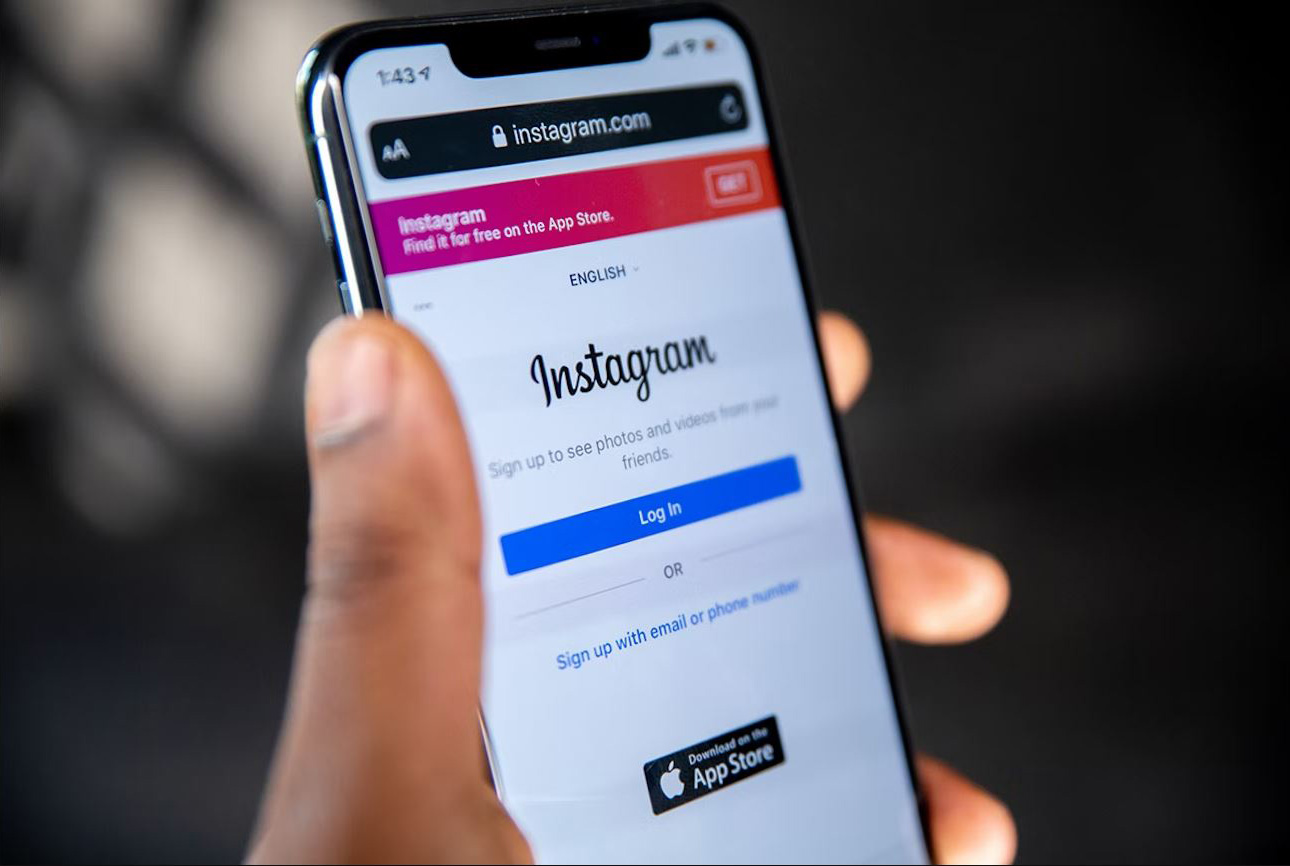 1:43
AA instagram.com
Instagram GET
Find it for free on the App Store.
ENGLISH
Instagram
Sign up to see photos and videos from your
friends.
Log In
OR
Sign up with email or phone number
Download on the
App Store